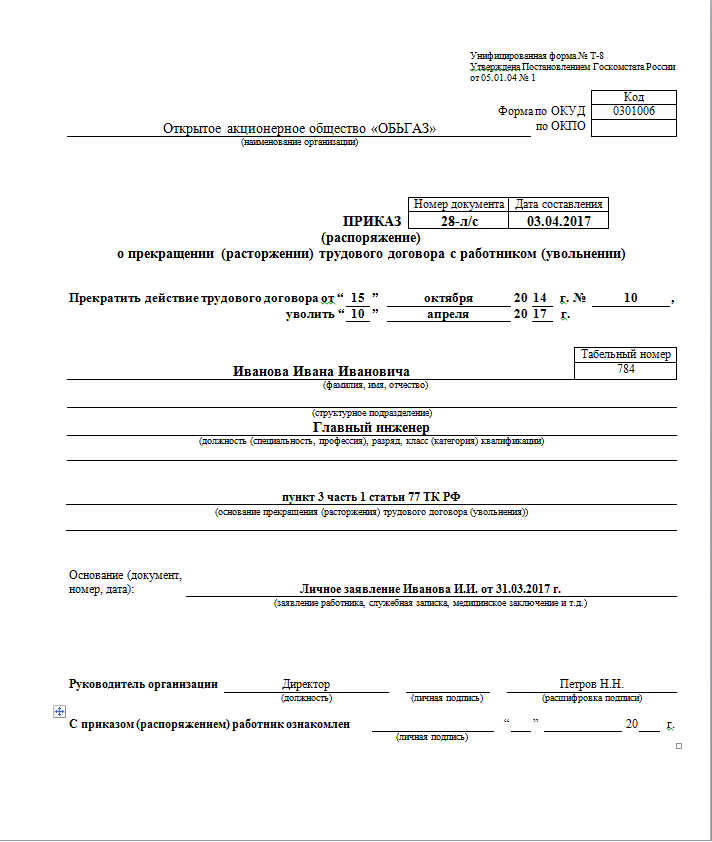 Унифицированная форма № Т-8
Утверждена Постановлением Госкомстата России
от 05.01.04 № 1
Код
Форма по ОКУД 0301006
Открытое акционерное общество «ОБЪГАЗ» по ОКПО
(наименование организации)
Номер документа Дата составления
ПРИКАЗ 28-л/с 03.04.2017
(распоряжение)
о прекращении (расторжении) трудового договора с работником (увольнении)
Прекратить действие трудового договора от “ 15 ” октября 20 14 г. № 10 ,
уволить “ 10 ” апреля 20 17 г.
Табельный номер
Иванова Ивана Ивановича 784
(фамилия, имя, отчество)
(структурное подразделение)
Главный инженер
(должность (специальность, профессия), разряд, класс (категория) квалификации)
пункт 3 часть 1 статьи 77 ТК РФ
(основание прекращения (расторжения) трудового договора (увольнения))
Основание (документ,
номер, дата): Личное заявление Иванова И.И. от 31.03.2017 г.
(заявление работника, служебная записка, медицинское заключение и т.д.)
Руководитель организации Директор Петров Н.Н.
(должность) (личная подпись) (расшифровка подписи)
С приказом (распоряжением) работник ознакомлен “ ” 20 г.
(личная подпись)